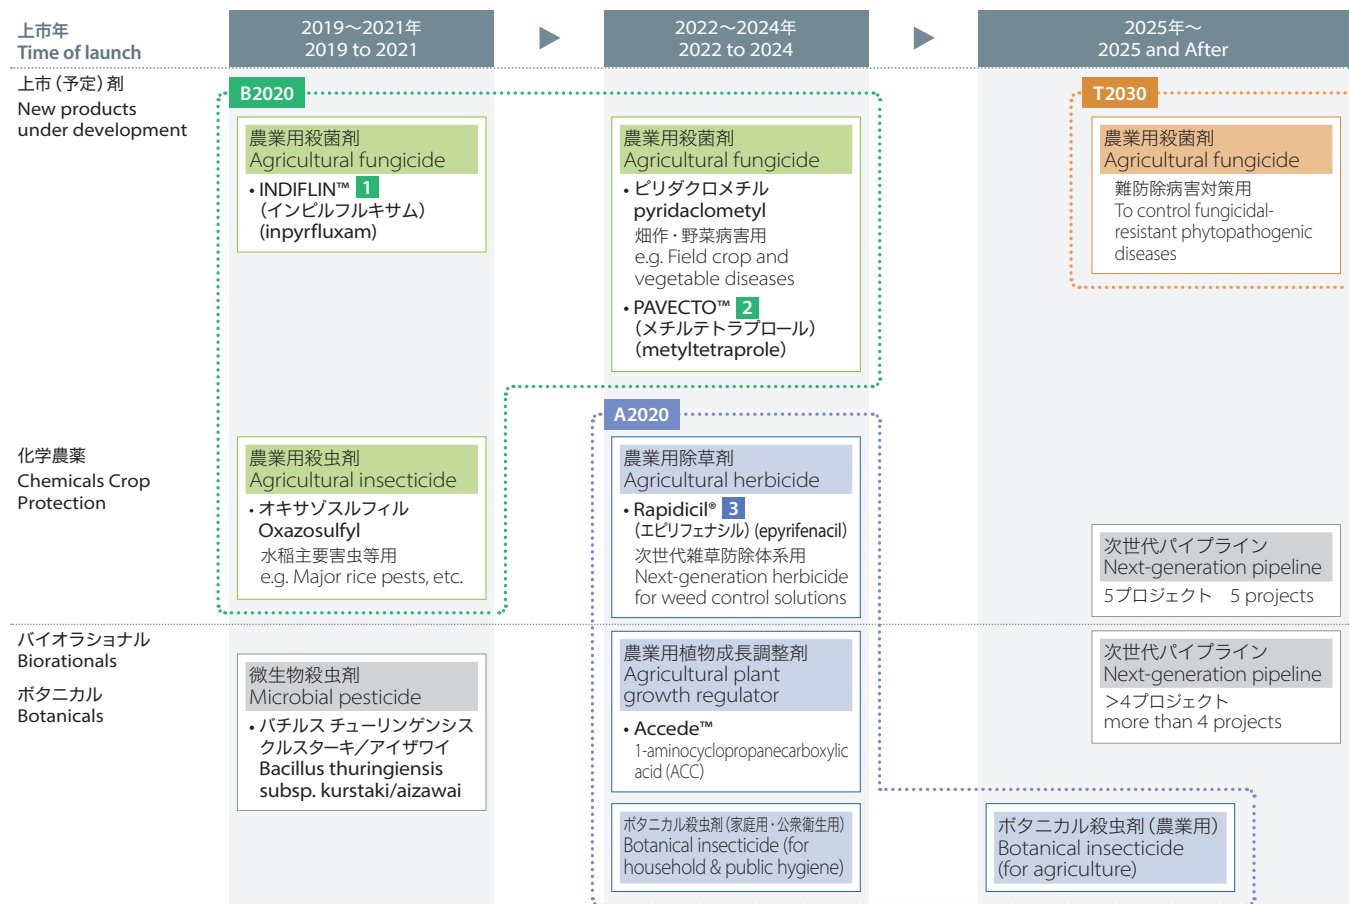 上市年
Time of launch
2019～2021年
2019 to 2021
2022～2024年
2022 to 2024
2025年～
2025 and After
上市（予定）剤
New products
under development
B2020
農業用殺菌剤
Agricultural fungicide
• INDIFLIN™ 1
（インピルフルキサム）
(inpyrfluxam)
農業用殺菌剤
Agricultural fungicide
• ピリダクロメチル
pyridaclometyl
畑作・野菜病害用
e.g. Field crop and
vegetable diseases
• PAVECTO™ 2
（メチルテトラプロール）
(metyltetraprole)
T2030
農業用殺菌剤
Agricultural fungicide
難防除病害対策用
To control fungicidal-
resistant phytopathogenic
diseases
化学農薬
Chemicals Crop
Protection
農業用殺虫剤
Agricultural insecticide
• オキサゾスルフィル
Oxazosulfyl
水稲主要害虫等用
e.g. Major rice pests, etc.
A2020
農業用除草剤
Agricultural herbicide
• Rapidicil® 3
（エピリフェナシル）(epyrifenacil)
次世代雑草防除体系用
Next-generation herbicide
for weed control solutions
次世代パイプライン
Next-generation pipeline
5プロジェクト 5 projects
バイオラショナル
Biorationals
ボタニカル
Botanicals
微生物殺虫剤
Microbial pesticide
• バチルス チューリンゲンシス
クルスターキ／アイザワイ
Bacillus thuringiensis
subsp. kurstaki/aizawai
農業用植物成長調整剤
Agricultural plant
growth regulator
• Accede™
1-aminocyclopropanecarboxylic
acid (ACC)
次世代パイプライン
Next-generation pipeline
＞4プロジェクト
more than 4 projects
ボタニカル殺虫剤（家庭用・公衆衛生用）
Botanical insecticide (for
household & public hygiene)
ボタニカル殺虫剤（農業用）
Botanical insecticide
(for agriculture)